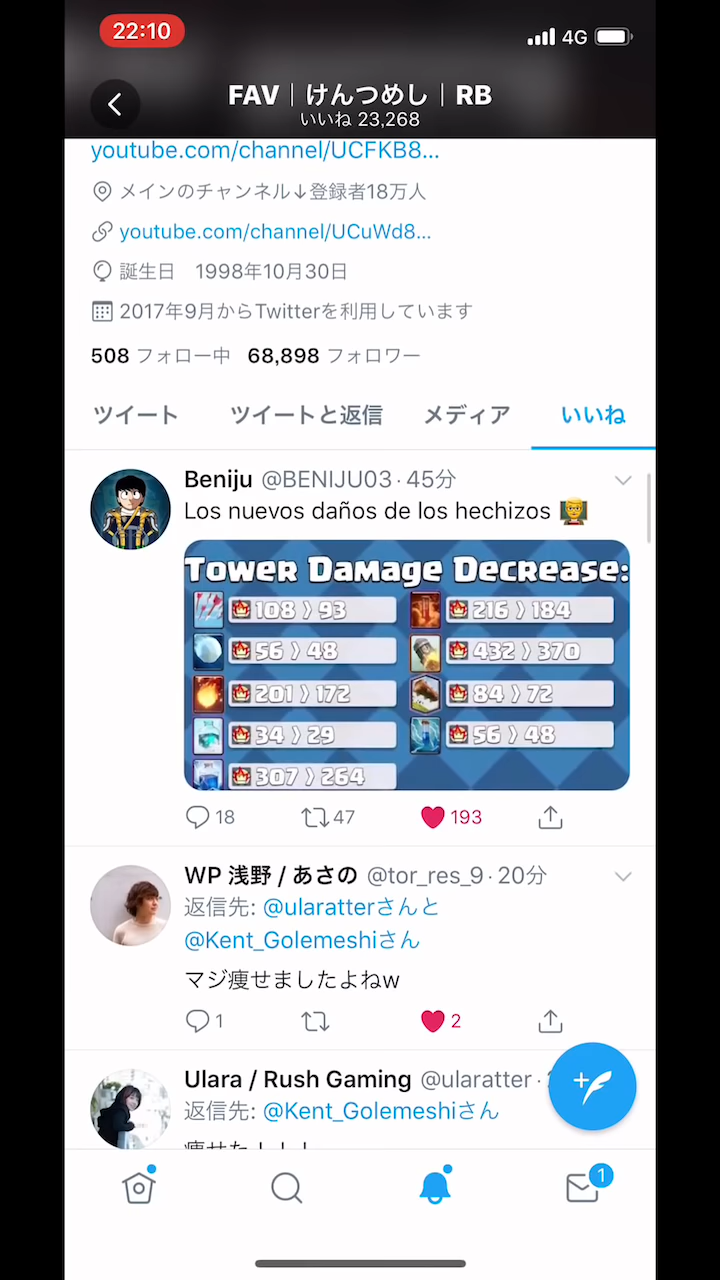 22:10
4G
FAV｜けんつめし｜RB
いいね 23,268
youtube.com/channel/UCFKB8...
メインのチャンネル↓登録者18万人
youtube.com/channel/UCuWd8...
誕生日 1998年10月30日
2017年9月からTwitterを利用しています
508 フォロー中 68,898 フォロワー
ツイート ツイートと返信 メディア いいね
Beniju @BENIJU03·45分
Los nuevos daños de los hechizos
Tower Damage Decrease:
108 > 93 216 > 184
56 > 48 432 > 370
201 > 172 84 > 72
34 > 29 56 > 48
307 > 264
18 47 193
WP 浅野 / あさの @tor_res_9·20分
返信先: @ularatterさんと
@Kent_Golemeshiさん
マジ痩せましたよねw
1 2
Ulara / Rush Gaming @ularatter·
返信先: @Kent_Golemeshiさん
1